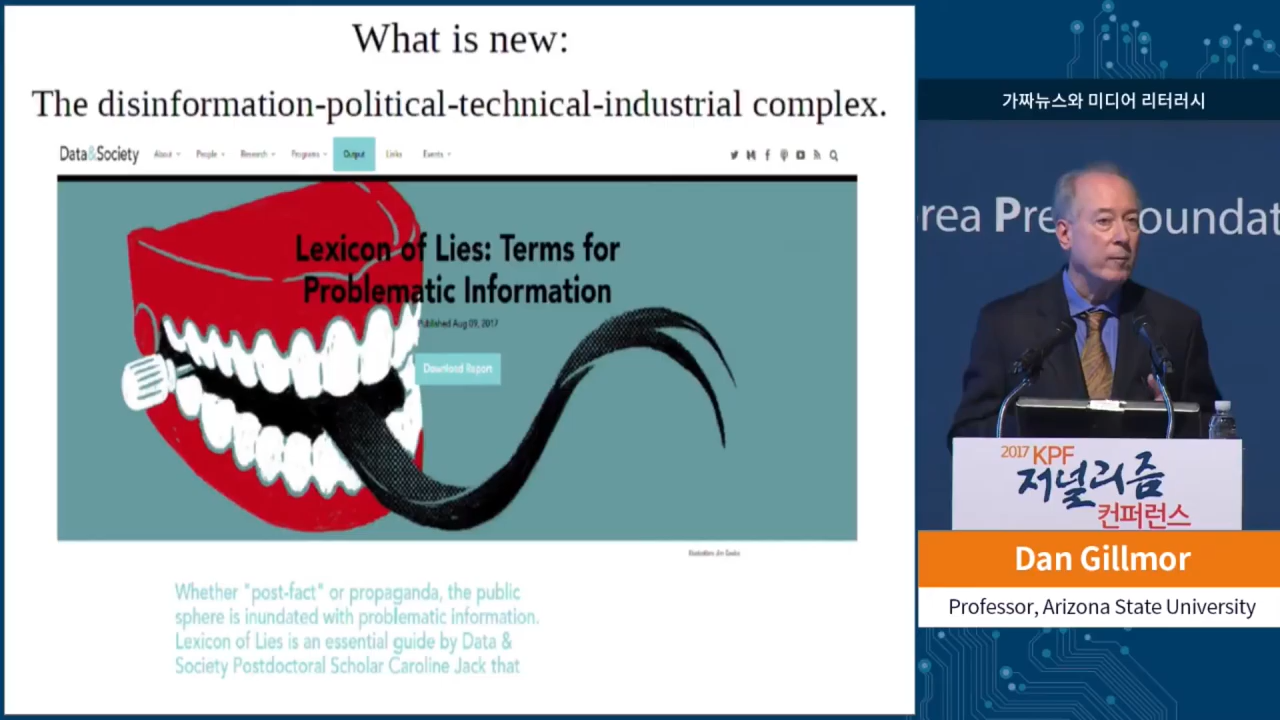 What is new:
The disinformation-political-technical-industrial complex.
Data&Society About People Research Programs Output Links Events
Lexicon of Lies: Terms for
Problematic Information
Published Aug 09, 2017
Download Report
Illustration: Jim Cooke
Whether "post-fact" or propaganda, the public
sphere is inundated with problematic information.
Lexicon of Lies is an essential guide by Data &
Society Postdoctoral Scholar Caroline Jack that
가짜뉴스와 미디어 리터러시
rea Pre oundat
2017 KPF
저널리즘
컨퍼런스
Dan Gillmor
Professor, Arizona State University